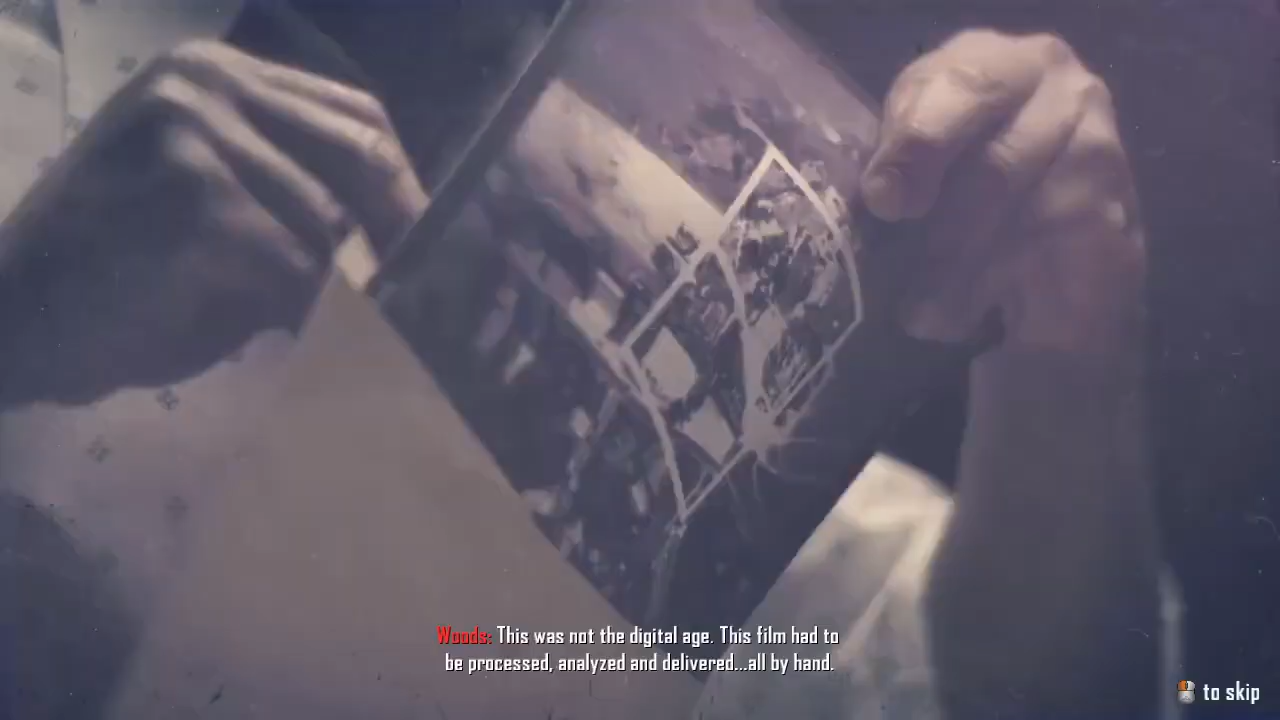 Woods: This was not the digital age. This film had to
be processed, analyzed and delivered...all by hand.
to skip